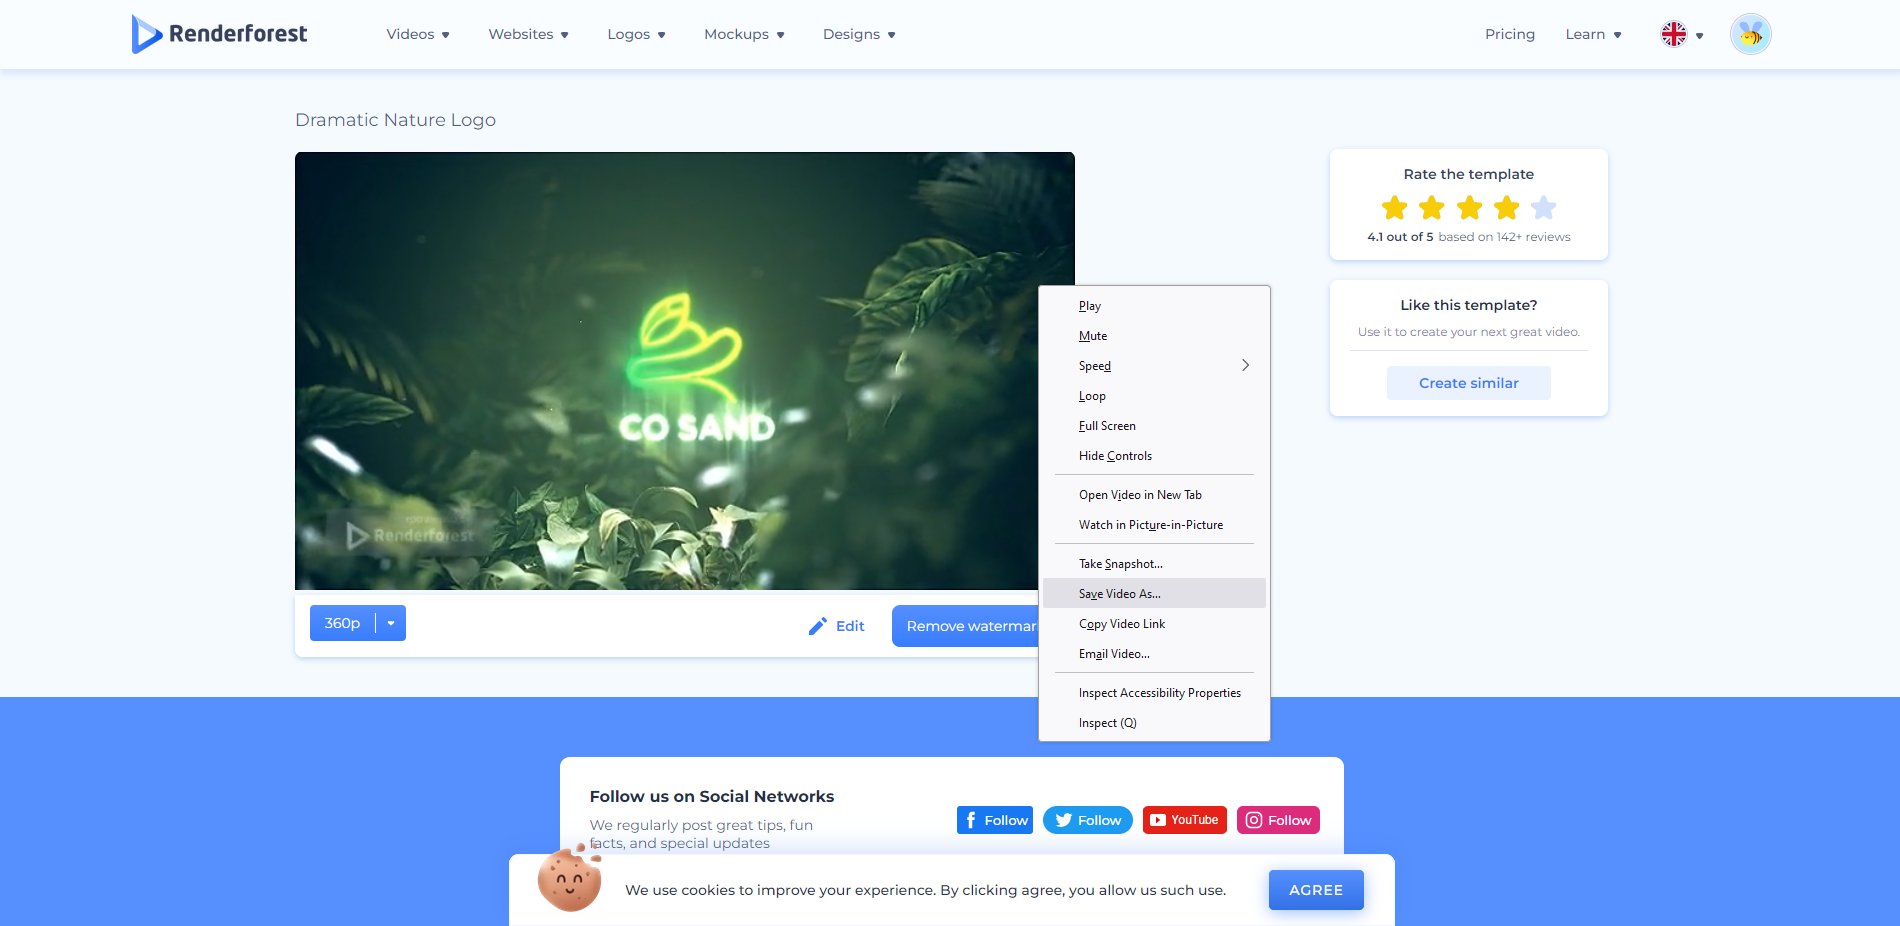 Renderforest
Videos
Websites
Logos
Mockups
Designs
Pricing
Learn
Dramatic Nature Logo
CO SAND
Renderforest
360p
Edit
Remove watermar
Play
Mute
Speed
Loop
Full Screen
Hide Controls
Open Video in New Tab
Watch in Picture-in-Picture
Take Snapshot...
Save Video As...
Copy Video Link
Email Video...
Inspect Accessibility Properties
Inspect (Q)
Rate the template
4.1 out of 5 based on 142+ reviews
Like this template?
Use it to create your next great video.
Create similar
Follow us on Social Networks
We regularly post great tips, fun
facts, and special updates
Follow
Follow
YouTube
Follow
We use cookies to improve your experience. By clicking agree, you allow us such use.
AGREE